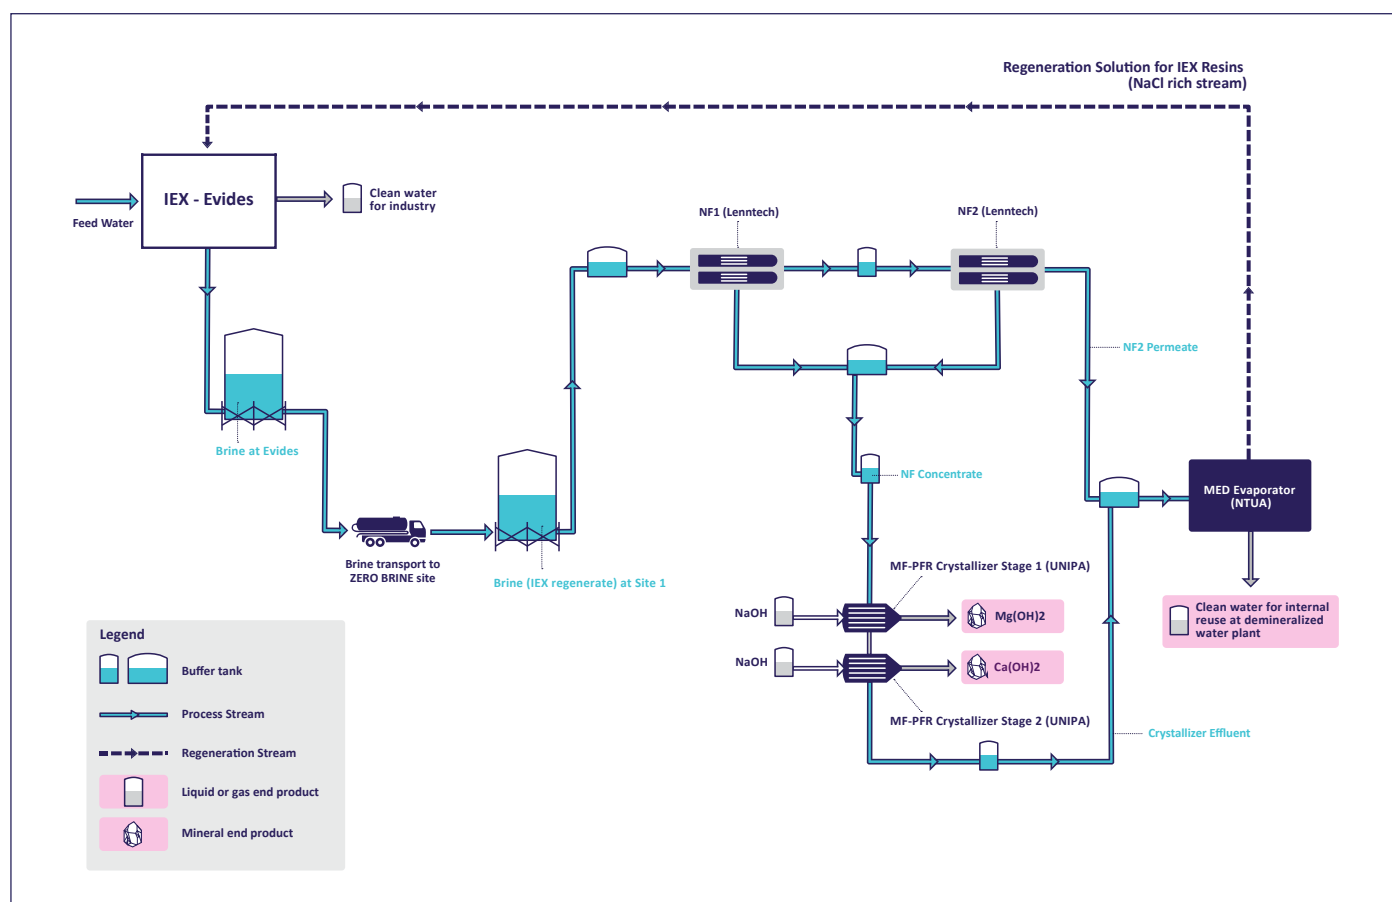 Regeneration Solution for IEX Resins
(NaCl rich stream)
IEX - Evides
Feed Water
Clean water
for industry
NF1 (Lenntech)
NF2 (Lenntech)
NF2 Permeate
Brine at Evides
NF Concentrate
MED Evaporator
(NTUA)
Brine transport to
ZERO BRINE site
Brine (IEX regenerate) at Site 1
MF-PFR Crystallizer Stage 1 (UNIPA)
NaOH
Mg(OH)2
Clean water for internal
reuse at demineralized
water plant
NaOH
Ca(OH)2
MF-PFR Crystallizer Stage 2 (UNIPA)
Crystallizer Effluent
Legend
Buffer tank
Process Stream
Regeneration Stream
Liquid or gas end product
Mineral end product